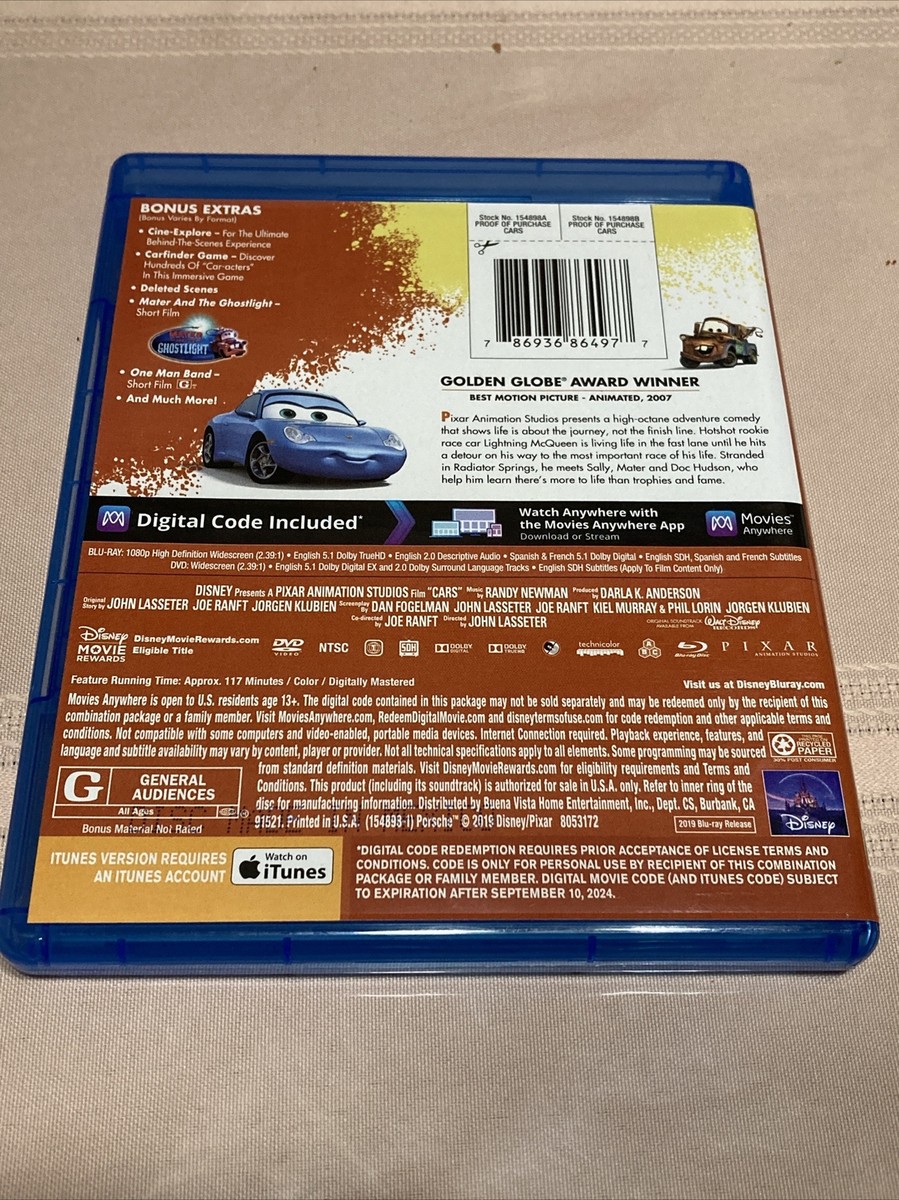 BONUS EXTRAS
(Bonus Varies By Format)
• Cine-Explore – For The Ultimate
Behind-The-Scenes Experience
• Carfinder Game – Discover
Hundreds Of "Car-acters"
In This Immersive Game
• Deleted Scenes
• Mater And The Ghostlight –
Short Film
MATER
GHOSTLIGHT
• One Man Band –
Short Film G
• And Much More!
Stock No. 154898A
PROOF OF PURCHASE
CARS
Stock No. 154898B
PROOF OF PURCHASE
CARS
7 86936 86497 7
GOLDEN GLOBE® AWARD WINNER
BEST MOTION PICTURE - ANIMATED, 2007
Pixar Animation Studios presents a high-octane adventure comedy
that shows life is about the journey, not the finish line. Hotshot rookie
race car Lightning McQueen is living life in the fast lane until he hits
a detour on his way to the most important race of his life. Stranded
in Radiator Springs, he meets Sally, Mater and Doc Hudson, who
help him learn there's more to life than trophies and fame.
Digital Code Included*
Watch Anywhere with
the Movies Anywhere App
Download or Stream
Movies™
Anywhere
BLU-RAY: 1080p High Definition Widescreen (2.39:1) • English 5.1 Dolby TrueHD • English 2.0 Descriptive Audio • Spanish & French 5.1 Dolby Digital • English SDH, Spanish and French Subtitles
DVD: Widescreen (2.39:1) • English 5.1 Dolby Digital EX and 2.0 Dolby Surround Language Tracks • English SDH Subtitles (Apply To Film Content Only)
DISNEY Presents A PIXAR ANIMATION STUDIOS Film "CARS" Music by RANDY NEWMAN Produced by DARLA K. ANDERSON
Original Story by JOHN LASSETER JOE RANFT JORGEN KLUBIEN Screenplay by DAN FOGELMAN JOHN LASSETER JOE RANFT KIEL MURRAY & PHIL LORIN JORGEN KLUBIEN
Co-directed by JOE RANFT Directed by JOHN LASSETER
ORIGINAL SOUNDTRACK AVAILABLE FROM WALT DISNEY RECORDS
Disney
MOVIE
REWARDS
DisneyMovieRewards.com
Eligible Title
DVD VIDEO NTSC SDH DOLBY DIGITAL DOLBY TRUEHD technicolor ABC Blu-ray Disc PIXAR ANIMATION STUDIOS
Feature Running Time: Approx. 117 Minutes / Color / Digitally Mastered
Visit us at DisneyBluray.com
Movies Anywhere is open to U.S. residents age 13+. The digital code contained in this package may not be sold separately and may be redeemed only by the recipient of this
combination package or a family member. Visit MoviesAnywhere.com, RedeemDigitalMovie.com and disneytermsofuse.com for code redemption and other applicable terms and
conditions. Not compatible with some computers and video-enabled, portable media devices. Internet Connection required. Playback experience, features, and
language and subtitle availability may vary by content, player or provider. Not all technical specifications apply to all elements. Some programming may be sourced
from standard definition materials. Visit DisneyMovieRewards.com for eligibility requirements and Terms and
Conditions. This product (including its soundtrack) is authorized for sale in U.S.A. only. Refer to inner ring of the
disc for manufacturing information. Distributed by Buena Vista Home Entertainment, Inc., Dept. CS, Burbank, CA
91521. Printed in U.S.A. (154898-I) Porsche™ © 2019 Disney/Pixar 8053172
RECYCLED
PAPER
30% POST CONSUMER
2019 Blu-ray Release
Disney
G
GENERAL
AUDIENCES
All Ages
Bonus Material Not Rated
ITUNES VERSION REQUIRES
AN ITUNES ACCOUNT
Watch on
iTunes
*DIGITAL CODE REDEMPTION REQUIRES PRIOR ACCEPTANCE OF LICENSE TERMS AND
CONDITIONS. CODE IS ONLY FOR PERSONAL USE BY RECIPIENT OF THIS COMBINATION
PACKAGE OR FAMILY MEMBER. DIGITAL MOVIE CODE (AND ITUNES CODE) SUBJECT
TO EXPIRATION AFTER SEPTEMBER 10, 2024.